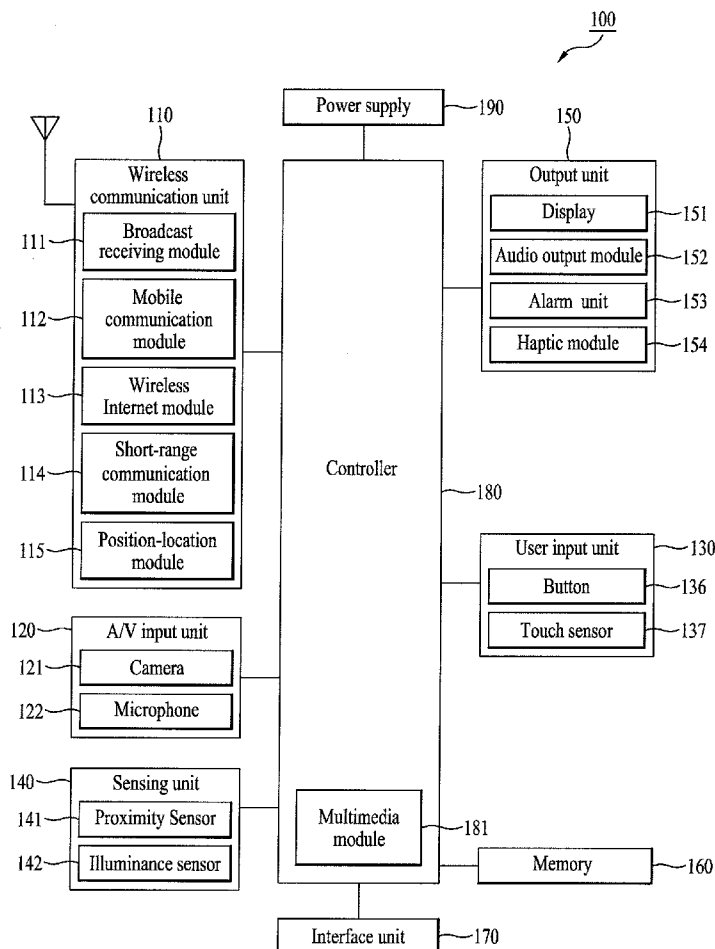 100
Power supply
190
110
Wireless
communication unit
111
Broadcast
receiving module
112
Mobile
communication
module
113
Wireless
Internet module
114
Short-range
communication
module
115
Position-location
module
120
A/V input unit
121
Camera
122
Microphone
140
Sensing unit
141
Proximity Sensor
142
Illuminance sensor
Controller
180
Multimedia
module
181
150
Output unit
Display
151
Audio output module
152
Alarm unit
153
Haptic module
154
User input unit
130
Button
136
Touch sensor
137
Memory
160
Interface unit
170